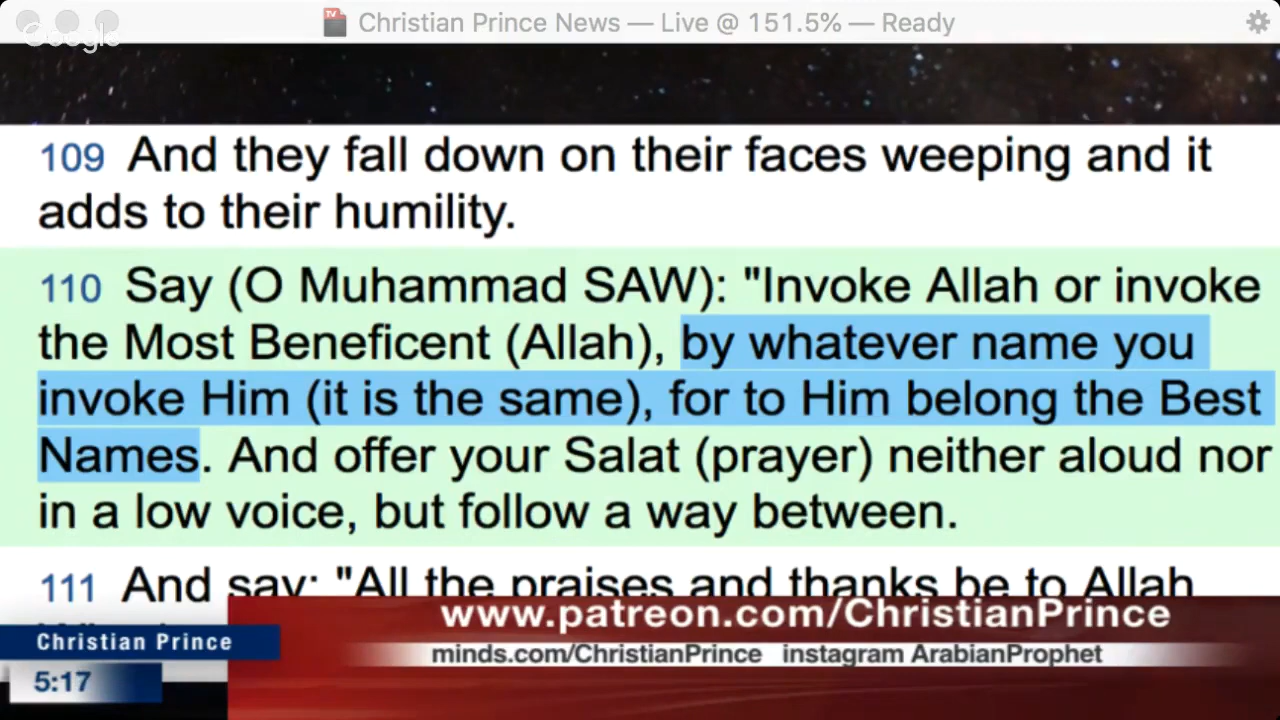 Christian Prince News — Live @ 151.5% — Ready
Google
109 And they fall down on their faces weeping and it
adds to their humility.
110 Say (O Muhammad SAW): "Invoke Allah or invoke
the Most Beneficent (Allah), by whatever name you
invoke Him (it is the same), for to Him belong the Best
Names. And offer your Salat (prayer) neither aloud nor
in a low voice, but follow a way between.
111 And say: "All the praises and thanks be to Allah
www.patreon.com/ChristianPrince
Christian Prince
minds.com/ChristianPrince instagram ArabianProphet
5:17